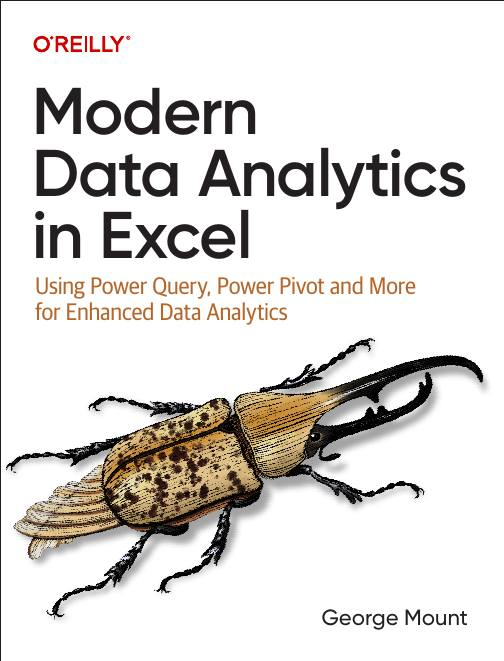 O'REILLY®
Modern
Data Analytics
in Excel
Using Power Query, Power Pivot and More
for Enhanced Data Analytics
George Mount